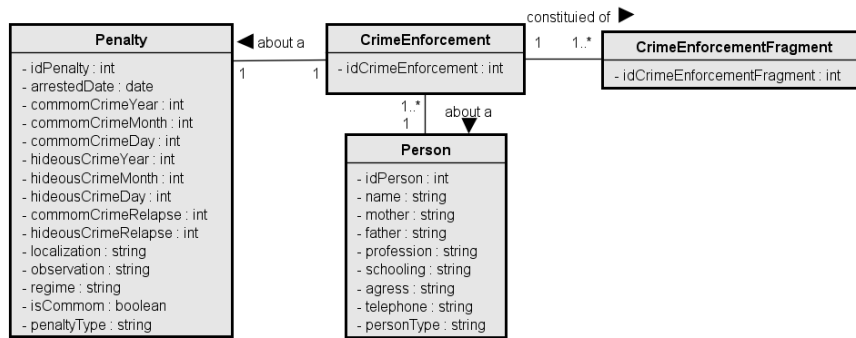 constituied of
Penalty
- idPenalty : int
- arrestedDate : date
- commomCrimeYear : int
- commomCrimeMonth : int
- commomCrimeDay : int
- hideousCrimeYear : int
- hideousCrimeMonth : int
- hideousCrimeDay : int
- commomCrimeRelapse : int
- hideousCrimeRelapse : int
- localization : string
- observation : string
- regime : string
- isCommom : boolean
- penaltyType : string
about a
1
1
CrimeEnforcement
- idCrimeEnforcement : int
1
1..*
CrimeEnforcementFragment
- idCrimeEnforcementFragment : int
1..*
1
about a
Person
- idPerson : int
- name : string
- mother : string
- father : string
- profession : string
- schooling : string
- agress : string
- telephone : string
- personType : string